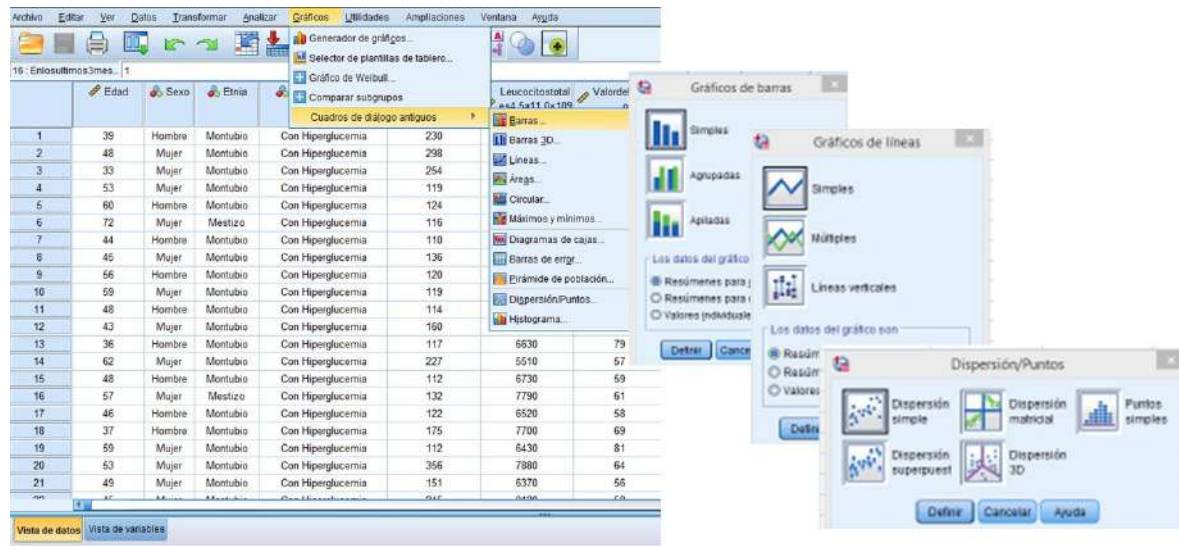 Archivo Editar Ver Datos Transformar Analizar Gráficos Utilidades Ampliaciones Ventana Ayuda
Generador de gráficos...
Selector de plantillas de tablero...
Gráfico de Weibull...
Comparar subgrupos
Cuadros de diálogo antiguos
Barras...
Barras 3D...
Líneas...
Áreas...
Circular...
Máximos y mínimos...
Diagramas de cajas...
Barras de error...
Pirámide de población...
Dispersión/Puntos...
Histograma...
16 : Enlosultimos3mes... 1
Edad Sexo Etnia Leucocitostotal
es4.5a11.0x109
1 39 Hombre Montubio Con Hiperglucemia 230
2 48 Mujer Montubio Con Hiperglucemia 298
3 33 Mujer Montubio Con Hiperglucemia 254
4 53 Mujer Montubio Con Hiperglucemia 119
5 60 Hombre Montubio Con Hiperglucemia 124
6 72 Mujer Mestizo Con Hiperglucemia 116
7 44 Hombre Montubio Con Hiperglucemia 110
8 45 Mujer Montubio Con Hiperglucemia 136
9 56 Hombre Montubio Con Hiperglucemia 120
10 59 Mujer Montubio Con Hiperglucemia 119
11 48 Hombre Montubio Con Hiperglucemia 114
12 43 Mujer Montubio Con Hiperglucemia 160
13 36 Hombre Montubio Con Hiperglucemia 117 6630 79
14 62 Mujer Montubio Con Hiperglucemia 227 5510 57
15 48 Hombre Montubio Con Hiperglucemia 112 6730 59
16 57 Mujer Mestizo Con Hiperglucemia 132 7790 61
17 46 Hombre Montubio Con Hiperglucemia 122 6520 58
18 37 Hombre Montubio Con Hiperglucemia 175 7700 69
19 59 Mujer Montubio Con Hiperglucemia 112 6430 81
20 53 Mujer Montubio Con Hiperglucemia 356 7880 64
21 49 Mujer Montubio Con Hiperglucemia 151 6370 56
Vista de datos Vista de variables
Gráficos de barras
Simples
Agrupadas
Apiladas
Los datos del gráfico
Resúmenes para
Resúmenes para
Valores individuale
Definir Cance
Gráficos de líneas
Simples
Múltiples
Líneas verticales
Los datos del gráfico son
Resúm
Resúm
Valores
Defin
Dispersión/Puntos
Dispersión simple
Dispersión matricial
Puntos simples
Dispersión superpuest
Dispersión 3D
Definir Cancelar Ayuda